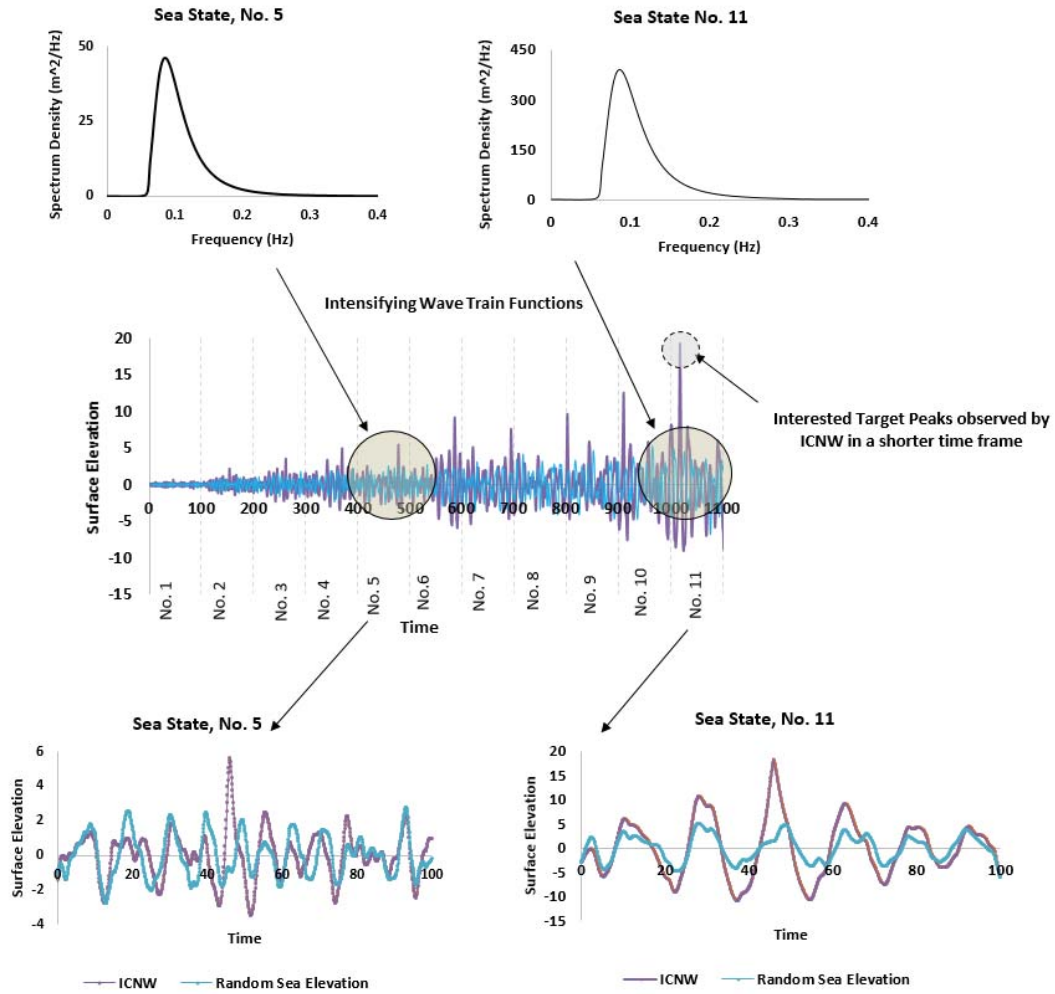 Sea State, No. 5
Spectrum Density (m^2/Hz)
50
25
0
0 0.1 0.2 0.3 0.4
Frequency (Hz)
Sea State No. 11
Spectrum Density (m^2/Hz)
450
300
150
0
0 0.1 0.2 0.3 0.4
Frequency (Hz)
Intensifying Wave Train Functions
Surface Elevation
20
15
10
5
0
-5
-10
-15
0 100 200 300 400 500 600 700 800 900 1000 1100
No. 1 No. 2 No. 3 No. 4 No. 5 No.6 No. 7 No. 8 No. 9 No. 10 No. 11
Time
Interested Target Peaks observed by
ICNW in a shorter time frame
Sea State, No. 5
Surface Elevation
6
4
2
0
-2
-4
0 20 40 60 80 100
Time
ICNW Random Sea Elevation
Sea State, No. 11
Surface Elevation
20
15
10
5
0
-5
-10
-15
0 20 40 60 80 100
Time
ICNW Random Sea Elevation